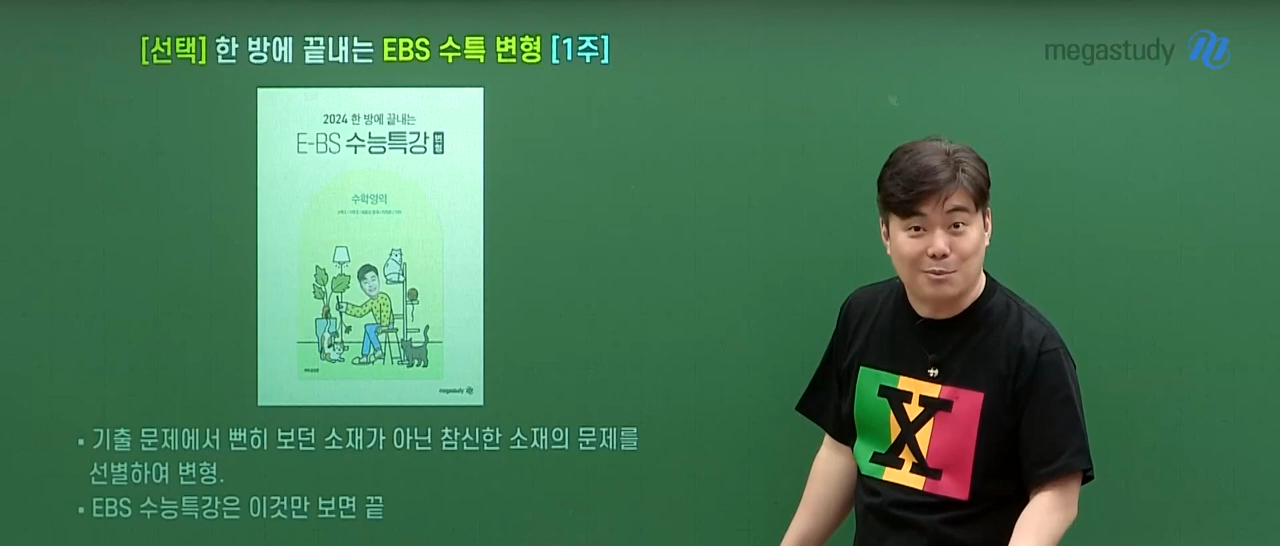 [선택] 한 방에 끝내는 EBS 수특 변형 [1주]
megastudy
2024 한 방에 끝내는
E-BS 수능특강 변형
수학영역
megastudy
▪ 기출 문제에서 뻔히 보던 소재가 아닌 참신한 소재의 문제를
선별하여 변형.
▪ EBS 수능특강은 이것만 보면 끝
X